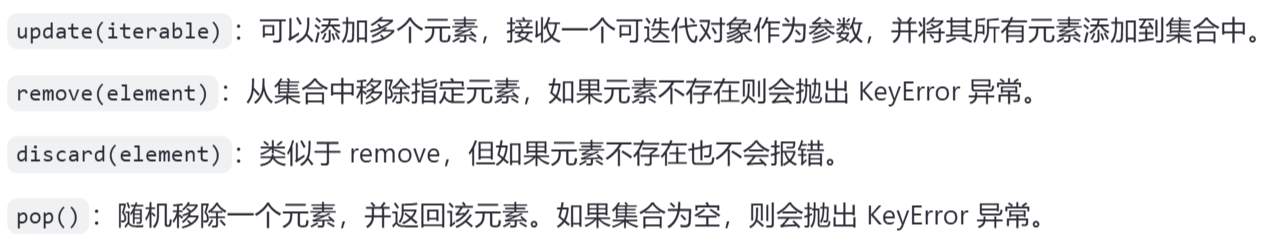 update(iterable)：可以添加多个元素，接收一个可迭代对象作为参数，并将其所有元素添加到集合中。
remove(element)：从集合中移除指定元素，如果元素不存在则会抛出 KeyError 异常。
discard(element)：类似于 remove，但如果元素不存在也不会报错。
pop()：随机移除一个元素，并返回该元素。如果集合为空，则会抛出 KeyError 异常。